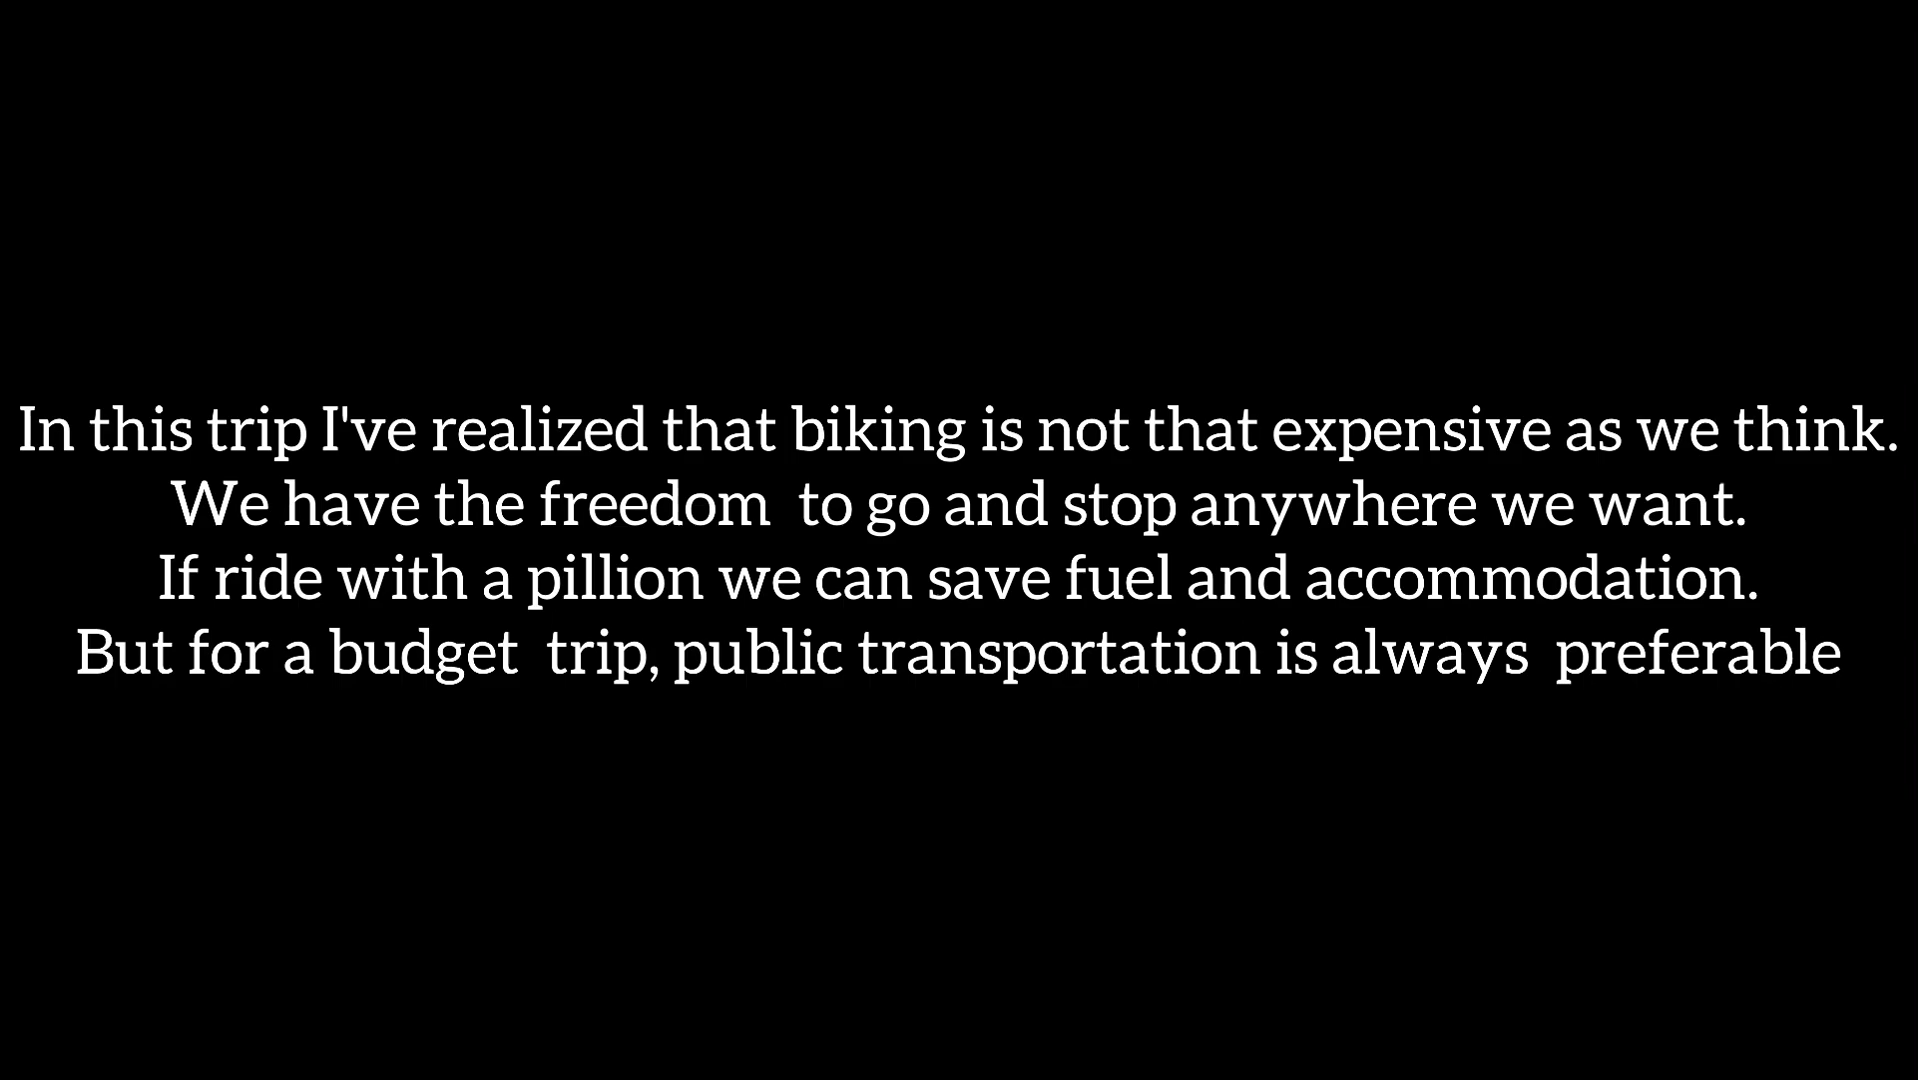 In this trip I've realized that biking is not that expensive as we think.
We have the freedom  to go and stop anywhere we want.
If ride with a pillion we can save fuel and accommodation.
But for a budget  trip, public transportation is always  preferable